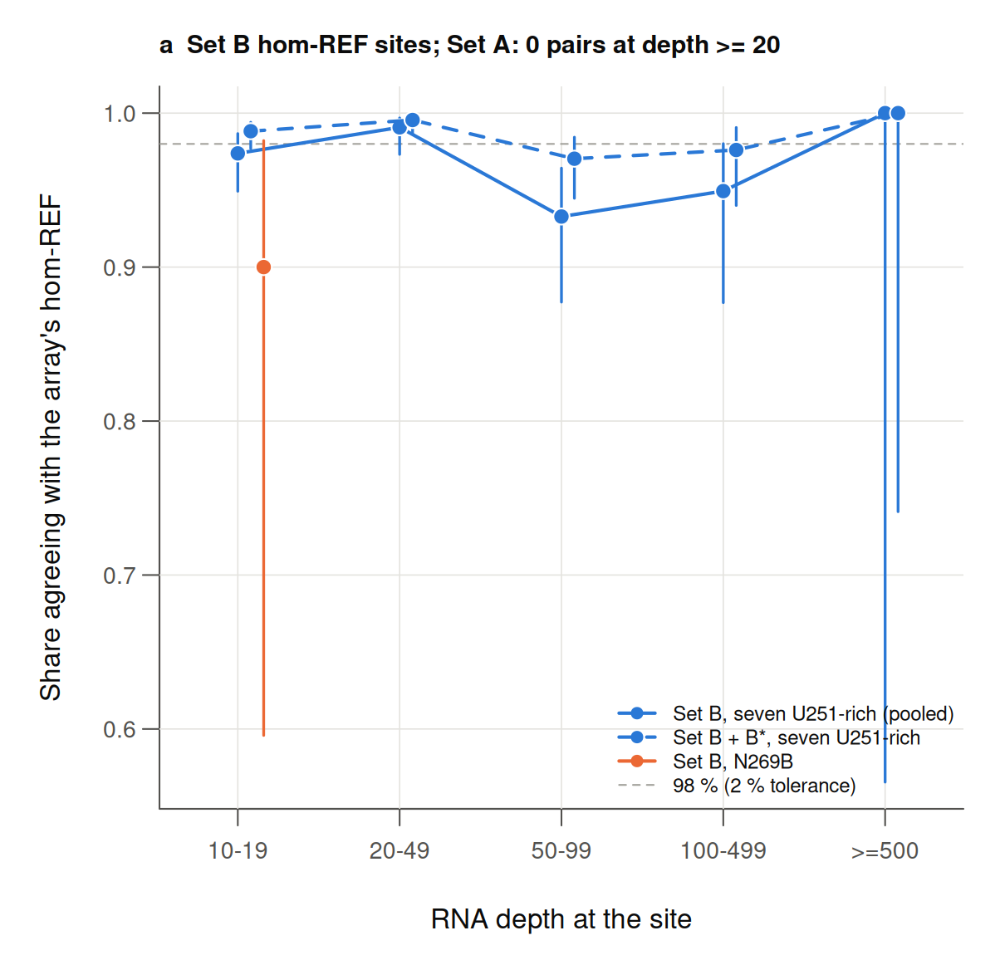 a  Set B hom-REF sites; Set A: 0 pairs at depth >= 20
Share agreeing with the array's hom-REF
1.0
0.9
0.8
0.7
0.6
Set B, seven U251-rich (pooled)
Set B + B*, seven U251-rich
Set B, N269B
98 % (2 % tolerance)
10-19 20-49 50-99 100-499 >=500
RNA depth at the site